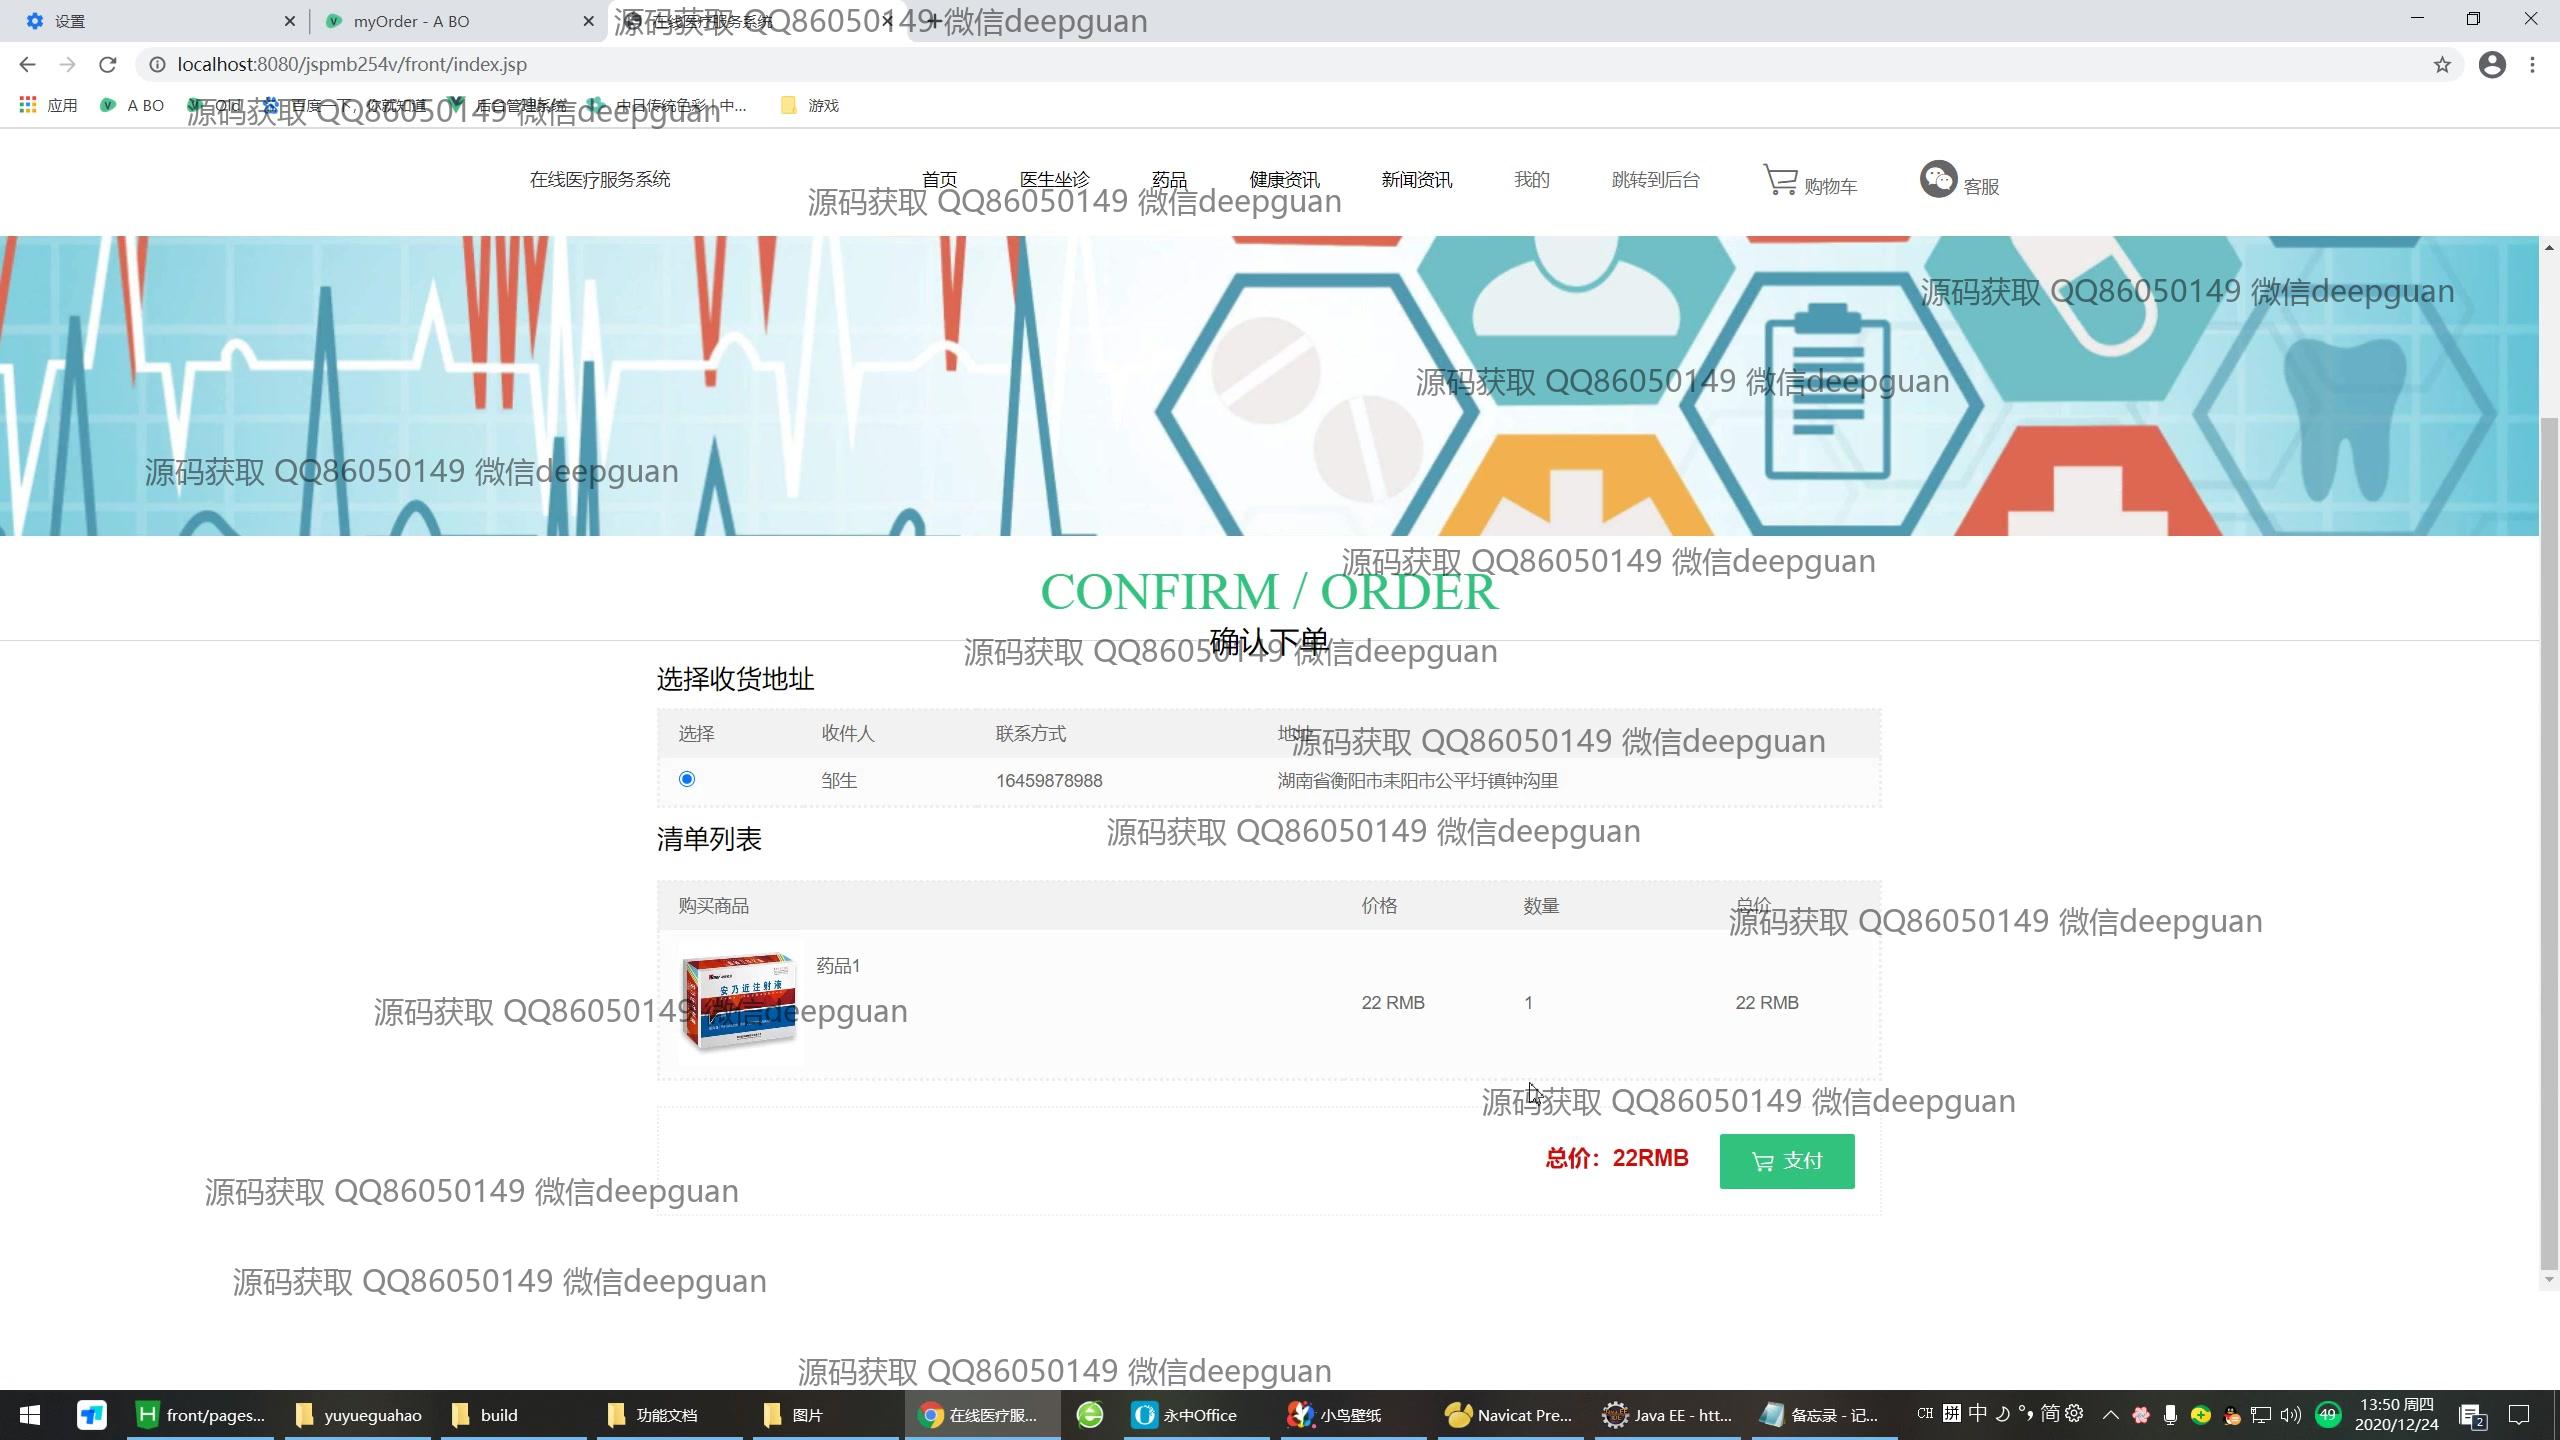 设置
myOrder - A BO
在线医疗服务系统
源码获取 QQ86050149 微信deepguan
localhost:8080/jspmb254v/front/index.jsp
应用
A BO
Old
百度一下，你就知道
后台管理系统
中日传统色彩 | 中...
游戏
源码获取 QQ86050149 微信deepguan
在线医疗服务系统
首页
医生坐诊
药品
健康资讯
新闻资讯
我的
跳转到后台
购物车
客服
源码获取 QQ86050149 微信deepguan
源码获取 QQ86050149 微信deepguan
源码获取 QQ86050149 微信deepguan
源码获取 QQ86050149 微信deepguan
源码获取 QQ86050149 微信deepguan
CONFIRM / ORDER
确认下单
源码获取 QQ86050149 微信deepguan
选择收货地址
选择 收件人 联系方式 地址
源码获取 QQ86050149 微信deepguan
邹生 16459878988 湖南省衡阳市耒阳市公平圩镇钟沟里
清单列表
源码获取 QQ86050149 微信deepguan
购买商品 价格 数量 总价
源码获取 QQ86050149 微信deepguan
药品1
安乃近注射液
22 RMB 1 22 RMB
源码获取 QQ86050149 微信deepguan
源码获取 QQ86050149 微信deepguan
总价：22RMB
支付
源码获取 QQ86050149 微信deepguan
源码获取 QQ86050149 微信deepguan
源码获取 QQ86050149 微信deepguan
front/pages...
yuyueguahao
build
功能文档
图片
在线医疗服...
永中Office
小鸟壁纸
Navicat Pre...
Java EE - htt...
备忘录 - 记...
CH 拼 中 简
49
13:50 周四
2020/12/24
2